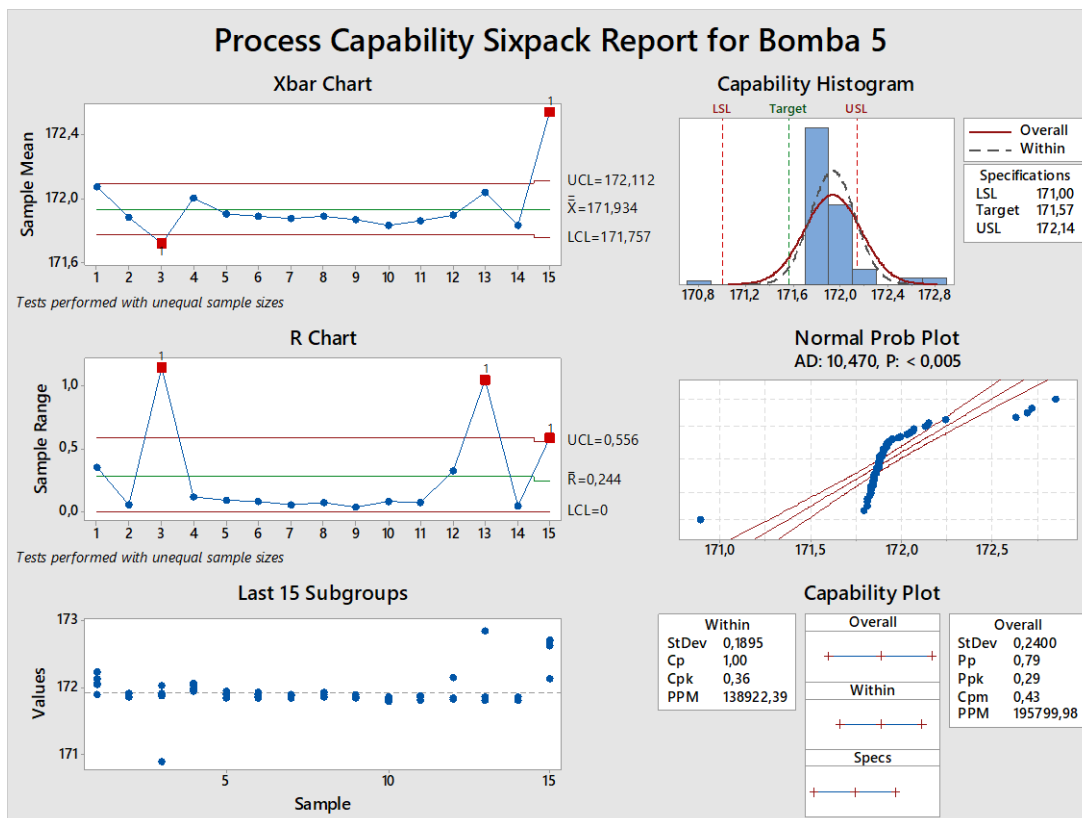 Process Capability Sixpack Report for Bomba 5
Xbar Chart
Sample Mean
172,4
172,0
171,6
1
1
UCL=172,112
X̿=171,934
LCL=171,757
1 2 3 4 5 6 7 8 9 10 11 12 13 14 15
Tests performed with unequal sample sizes
Capability Histogram
LSL Target USL
Overall
Within
Specifications
LSL 171,00
Target 171,57
USL 172,14
170,8 171,2 171,6 172,0 172,4 172,8
R Chart
Sample Range
1,0
0,5
0,0
1
1
1
UCL=0,556
R̅=0,244
LCL=0
1 2 3 4 5 6 7 8 9 10 11 12 13 14 15
Tests performed with unequal sample sizes
Normal Prob Plot
AD: 10,470, P: < 0,005
171,0 171,5 172,0 172,5
Last 15 Subgroups
Values
173
172
171
5 10 15
Sample
Capability Plot
Within
StDev 0,1895
Cp 1,00
Cpk 0,36
PPM 138922,39
Overall
Within
Specs
Overall
StDev 0,2400
Pp 0,79
Ppk 0,29
Cpm 0,43
PPM 195799,98